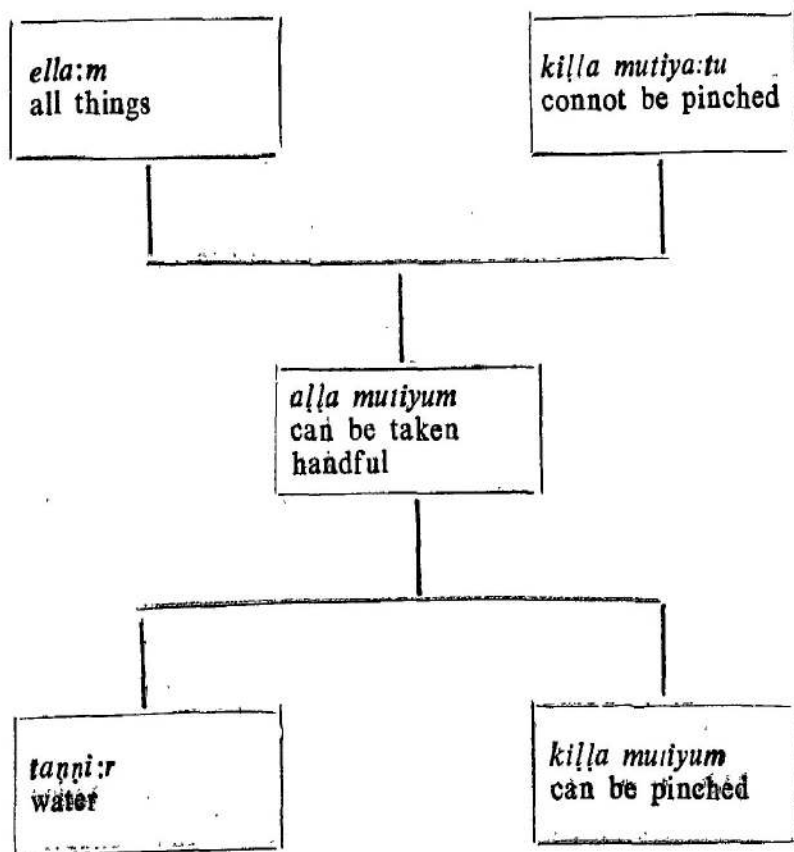 ella:m
all things
kiḷḷa mutiya:tu
connot be pinched
aḷḷa mutiyum
can be taken
handful
taṇṇi:r
water
kiḷḷa mutiyum
can be pinched